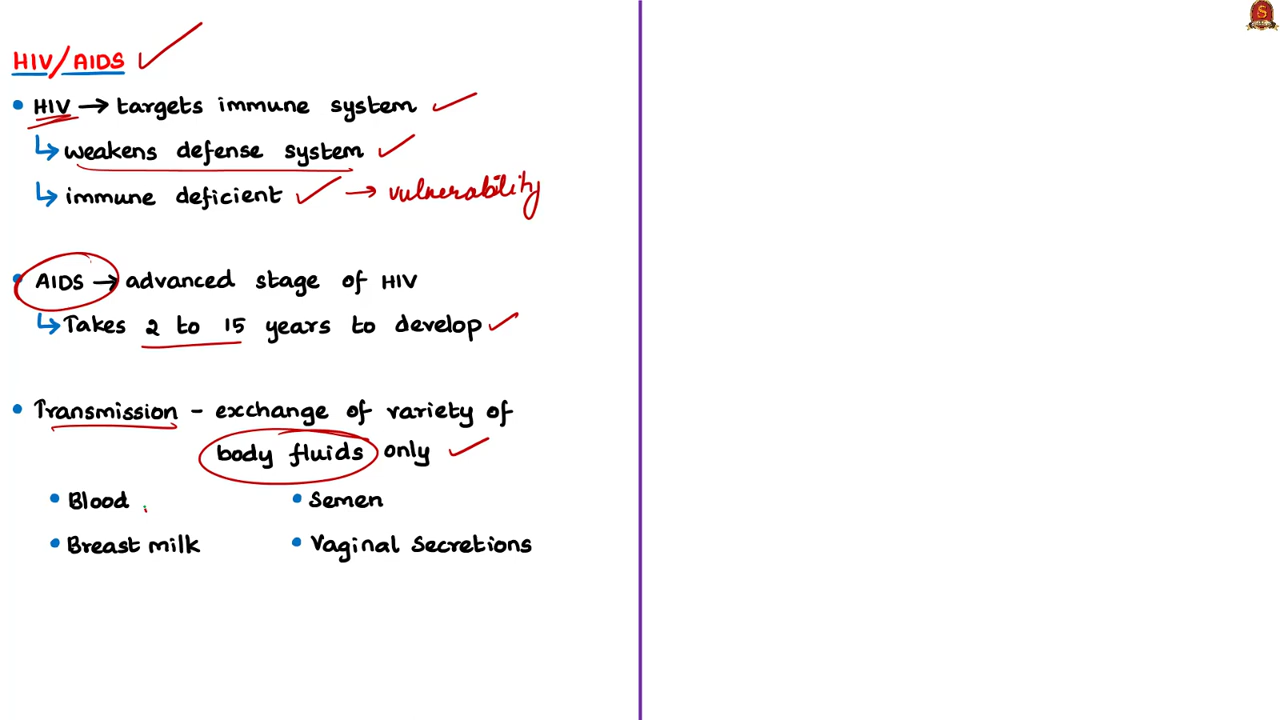 HIV/AIDS
• HIV → targets immune system
↳ weakens defense system
↳ immune deficient → vulnerability
• AIDS → advanced stage of HIV
↳ Takes 2 to 15 years to develop
• Transmission - exchange of variety of
body fluids only
• Blood • Semen
• Breast milk • Vaginal Secretions